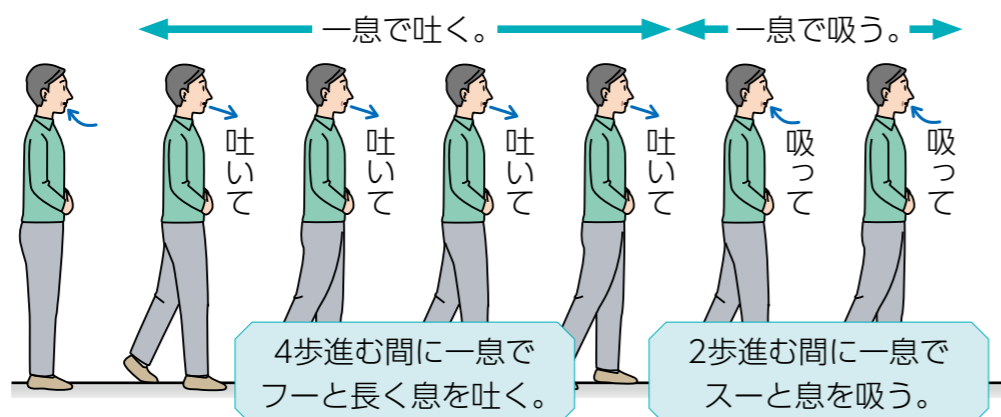 一息で吐く。
一息で吸う。
吐いて
吐いて
吐いて
吐いて
吸って
吸って
4歩進む間に一息で
フーと長く息を吐く。
2歩進む間に一息で
スーと息を吸う。